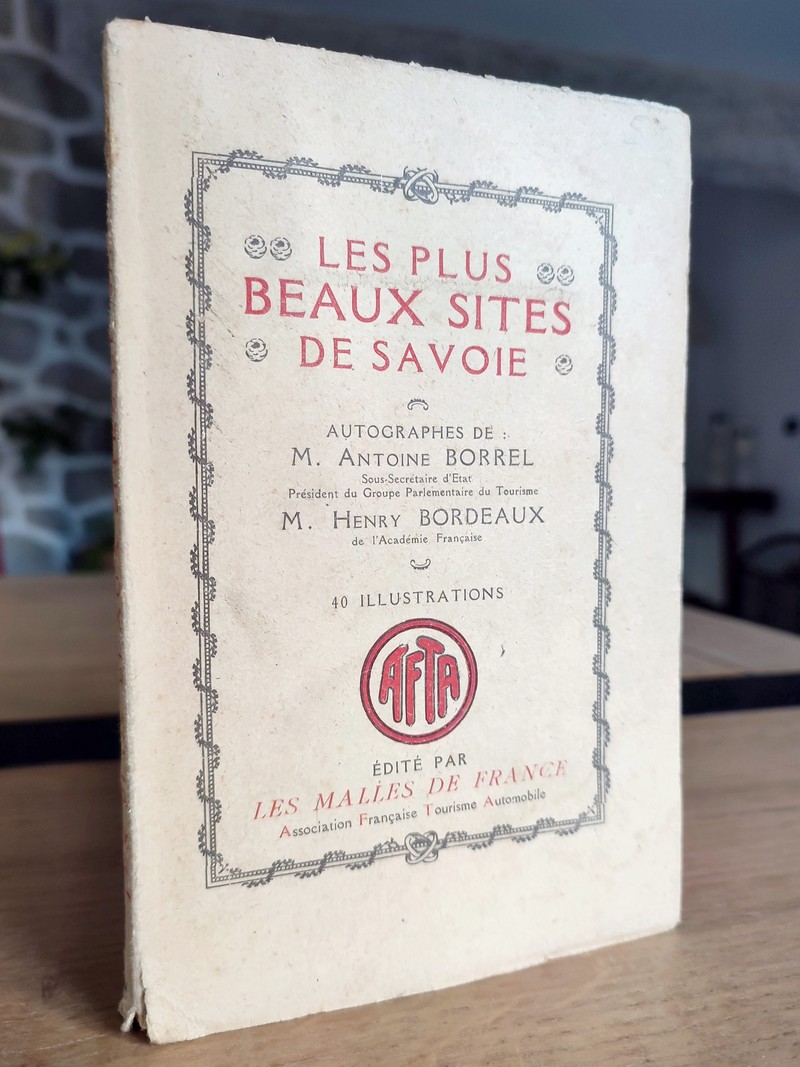 LES PLUS
BEAUX SITES
DE SAVOIE
AUTOGRAPHES DE :
M. ANTOINE BORREL
Sous-Secrétaire d'Etat
Président du Groupe Parlementaire du Tourisme
M. HENRY BORDEAUX
de l'Académie Française
40 ILLUSTRATIONS
AFTA
ÉDITÉ PAR
LES MALLES DE FRANCE
Association Française Tourisme Automobile